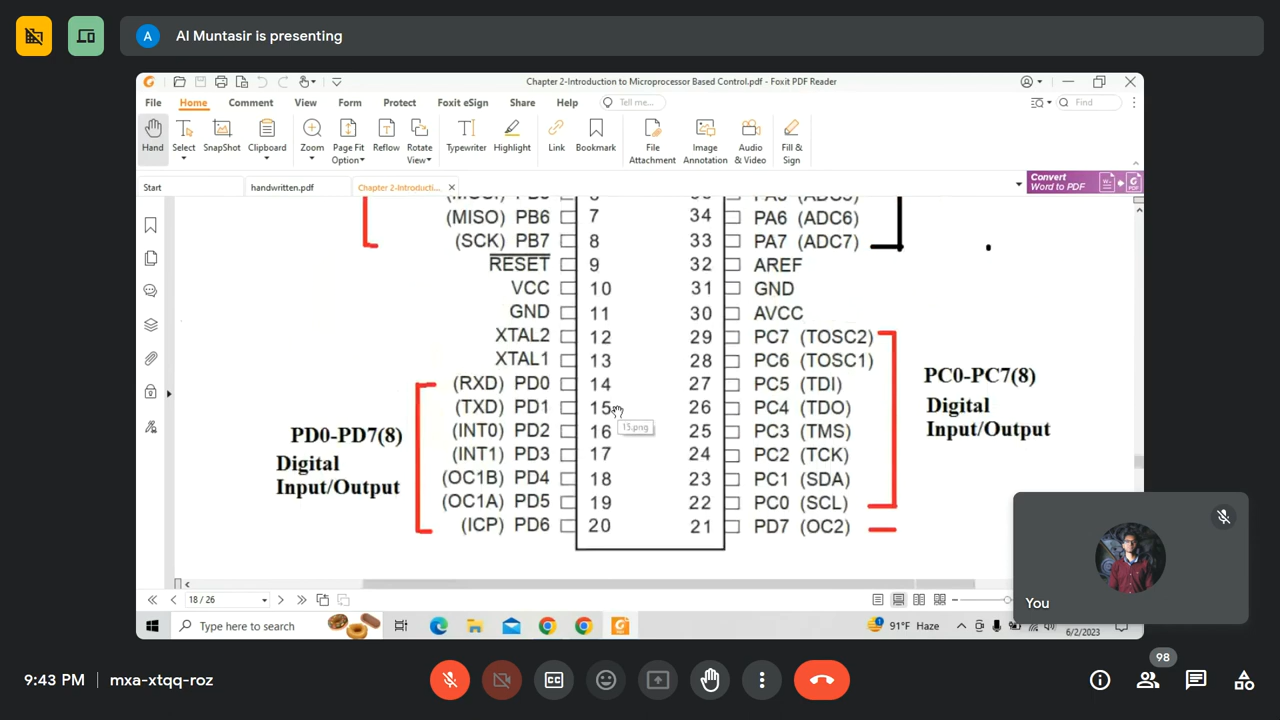 A
Al Muntasir is presenting
Chapter 2-Introduction to Microprocessor Based Control.pdf - Foxit PDF Reader
File Home Comment View Form Protect Foxit eSign Share Help Tell me... Find
Hand Select SnapShot Clipboard Zoom Page Fit Option Reflow Rotate View Typewriter Highlight Link Bookmark File Attachment Image Annotation Audio & Video Fill & Sign
Start handwritten.pdf Chapter 2-Introducti... Convert Word to PDF
(MISO) PB6 7 34 PA6 (ADC6)
(SCK) PB7 8 33 PA7 (ADC7)
RESET 9 32 AREF
VCC 10 31 GND
GND 11 30 AVCC
XTAL2 12 29 PC7 (TOSC2)
XTAL1 13 28 PC6 (TOSC1)
(RXD) PD0 14 27 PC5 (TDI)
(TXD) PD1 15 26 PC4 (TDO)
(INT0) PD2 16 25 PC3 (TMS)
(INT1) PD3 17 24 PC2 (TCK)
(OC1B) PD4 18 23 PC1 (SDA)
(OC1A) PD5 19 22 PC0 (SCL)
(ICP) PD6 20 21 PD7 (OC2)
15.png
PD0-PD7(8)
Digital
Input/Output
PC0-PC7(8)
Digital
Input/Output
18 / 26
Type here to search
91°F Haze
6/2/2023
You
9:43 PM | mxa-xtqq-roz
CC
98